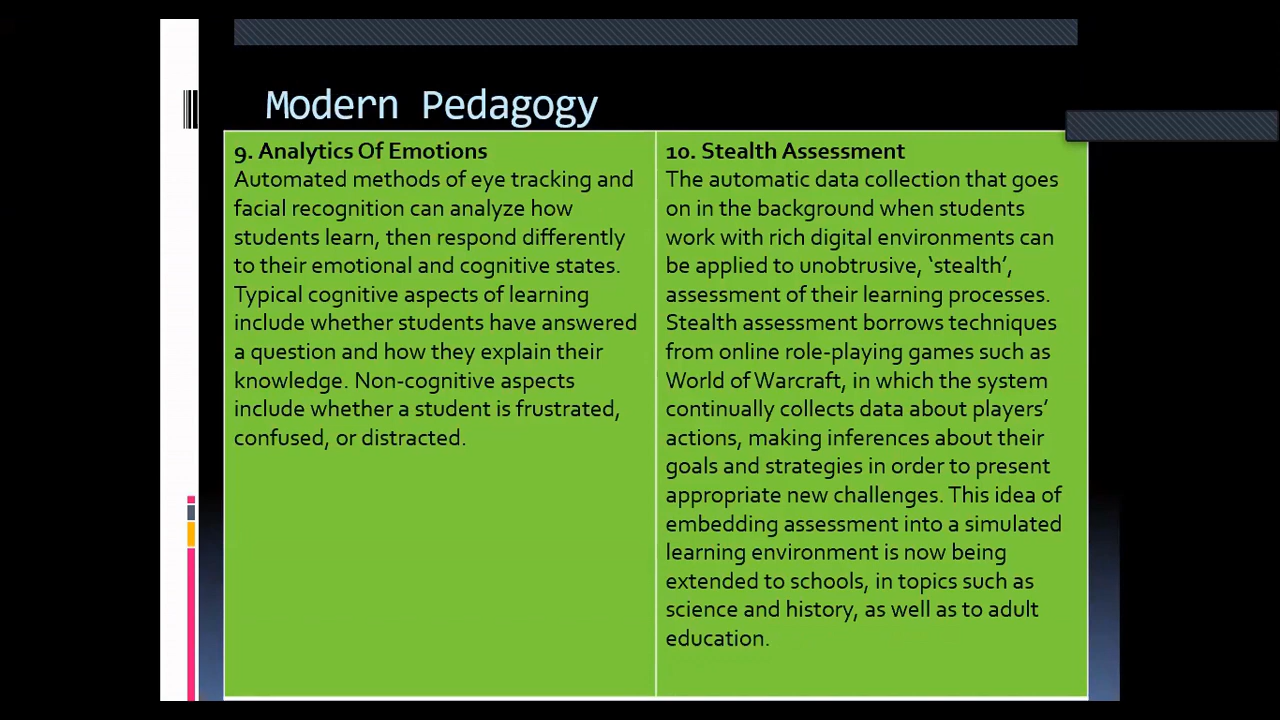 Modern Pedagogy
9. Analytics Of Emotions
Automated methods of eye tracking and
facial recognition can analyze how
students learn, then respond differently
to their emotional and cognitive states.
Typical cognitive aspects of learning
include whether students have answered
a question and how they explain their
knowledge. Non-cognitive aspects
include whether a student is frustrated,
confused, or distracted.
10. Stealth Assessment
The automatic data collection that goes
on in the background when students
work with rich digital environments can
be applied to unobtrusive, ‘stealth’,
assessment of their learning processes.
Stealth assessment borrows techniques
from online role-playing games such as
World of Warcraft, in which the system
continually collects data about players’
actions, making inferences about their
goals and strategies in order to present
appropriate new challenges. This idea of
embedding assessment into a simulated
learning environment is now being
extended to schools, in topics such as
science and history, as well as to adult
education.